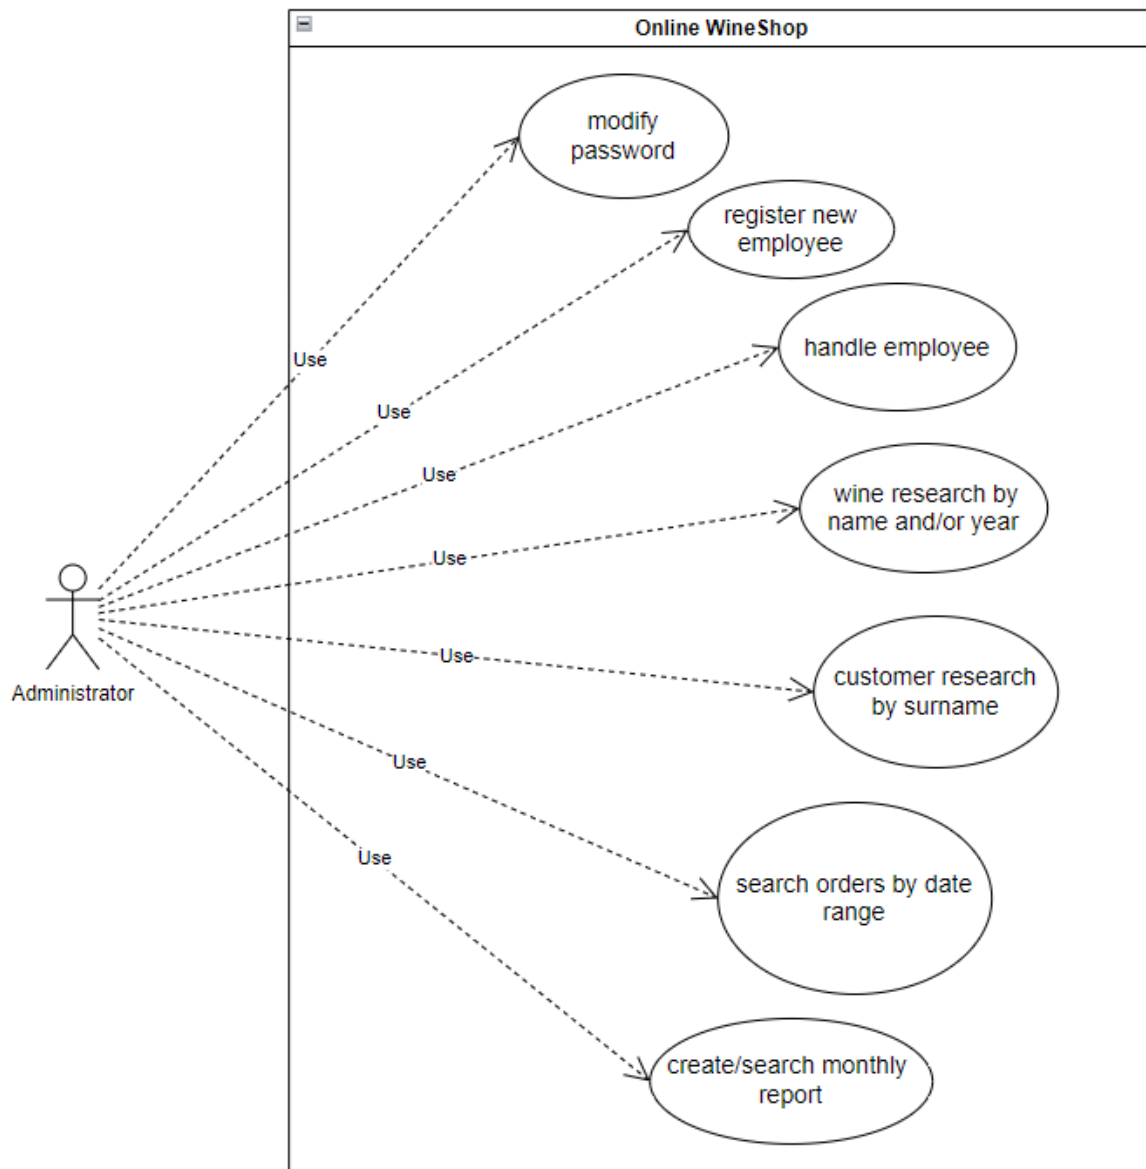 Online WineShop
modify
password
register new
employee
Use
handle employee
Use
Use
wine research by
name and/or year
Use
Use
customer research
by surname
Administrator
Use
search orders by date
range
Use
create/search monthly
report